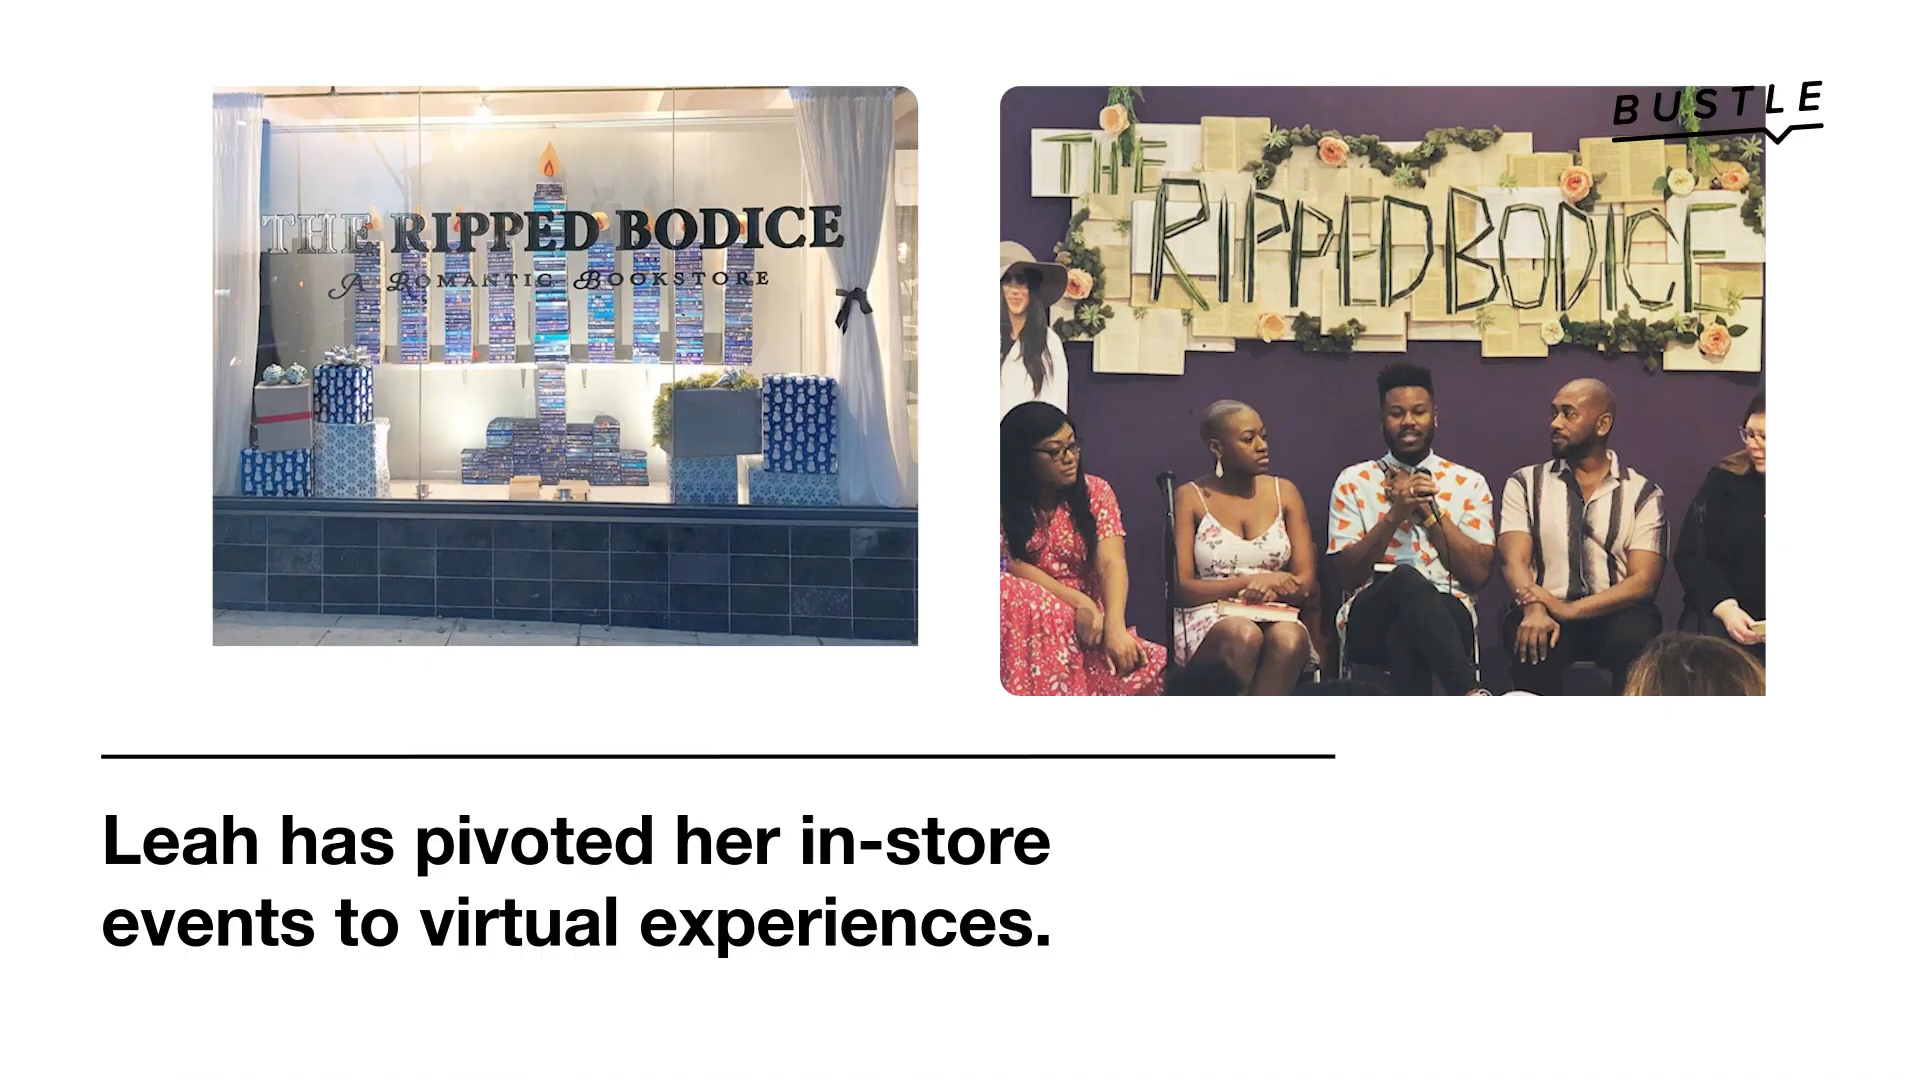 THE RIPPED BODICE
A ROMANTIC BOOKSTORE
THE
RIPPED BODICE
BUSTLE
Leah has pivoted her in-store
events to virtual experiences.